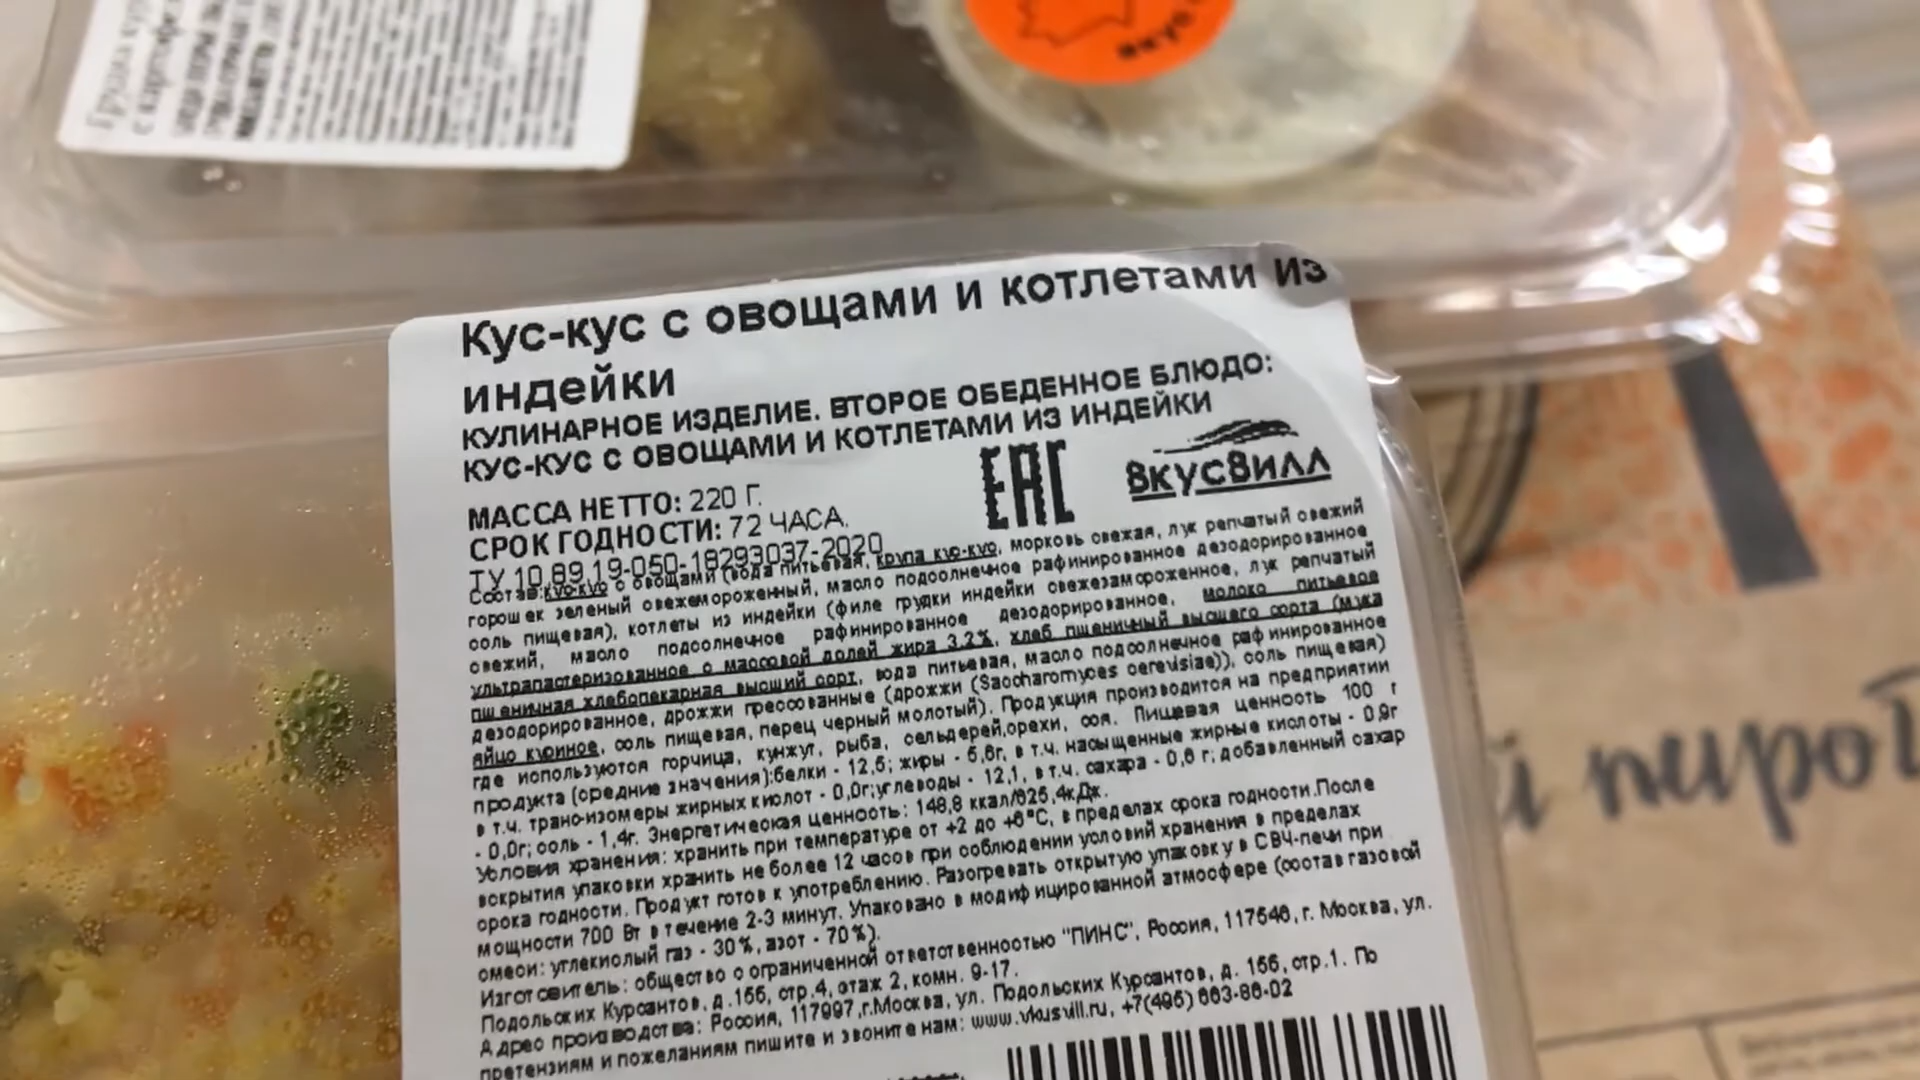 вкус
Кус-кус с овощами и котлетами из
индейки
КУЛИНАРНОЕ ИЗДЕЛИЕ. ВТОРОЕ ОБЕДЕННОЕ БЛЮДО:
КУС-КУС С ОВОЩАМИ И КОТЛЕТАМИ ИЗ ИНДЕЙКИ
МАССА НЕТТО: 220 Г.
EAC
ВкусВилл
СРОК ГОДНОСТИ: 72 ЧАСА.
ТУ 10.89.19-050-18293037-2020
Состав:кус-кус с овощами (вода питьевая, крупа кус-кус, морковь свежая, лук репчатый свежий
горошек зеленый свежемороженный, масло подсолнечное рафинированное дезодорированное
соль пищевая), котлеты из индейки (филе грудки индейки свежезамороженное, лук репчатый
свежий, масло подсолнечное рафинированное дезодорированное, молоко питьевое
ультрапастеризованное с массовой долей жира 3.2%, хлеб пшеничный высшего сорта (мука
пшеничная хлебопекарная высший сорт, вода питьевая, масло подсолнечное рафинированное
дезодорированное, дрожжи прессованные (дрожжи (Saccharomyces cerevisiae)), соль пищевая)
яйцо куриное, соль пищевая, перец черный молотый). Продукция производится на предприятии
где используются горчица, кунжут, рыба, сельдерей,орехи, соя. Пищевая ценность 100 г
продукта (средние значения):белки - 12,5; жиры - 5,6г, в т.ч. насыщенные жирные кислоты - 0,9г
в т.ч. транс-изомеры жирных кислот - 0,0г;углеводы - 12,1, в т.ч. сахара - 0,6 г; добавленный сахар
- 0,0г; соль - 1,4г. Энергетическая ценность: 148,8 ккал/625,4кДж.
Условия хранения: хранить при температуре от +2 до +6°С, в пределах срока годности.После
вскрытия упаковки хранить не более 12 часов при соблюдении условий хранения в пределах
срока годности. Продукт готов к употреблению. Разогревать открытую упаковку в СВЧ-печи при
мощности 700 Вт в течение 2-3 минут. Упаковано в модифицированной атмосфере (состав газовой
смеси: углекислый газ - 30%, азот - 70%).
Изготовитель: общество с ограниченной ответственностью "ПИНС", Россия, 117546, г. Москва, ул.
Подольских Курсантов, д.15б, стр.4, этаж 2, комн. 9-17.
Адрес производства: Россия, 117997,г.Москва, ул. Подольских Курсантов, д. 15б, стр.1. По
претензиям и пожеланиям пишите и звоните нам: www.vkusvill.ru, +7(495) 663-86-02
й пирог